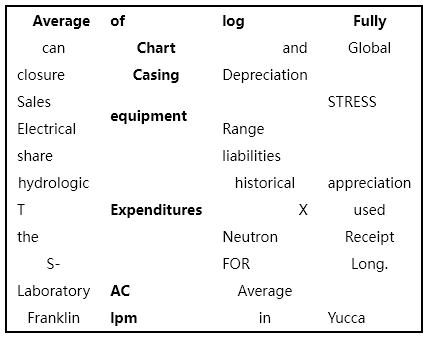 Average of log Fully
can Chart and Global
closure Casing Depreciation
Sales equipment STRESS
Electrical Range
share liabilities
hydrologic historical appreciation
T Expenditures X used
the Neutron Receipt
S- FOR Long.
Laboratory AC Average
Franklin lpm in Yucca